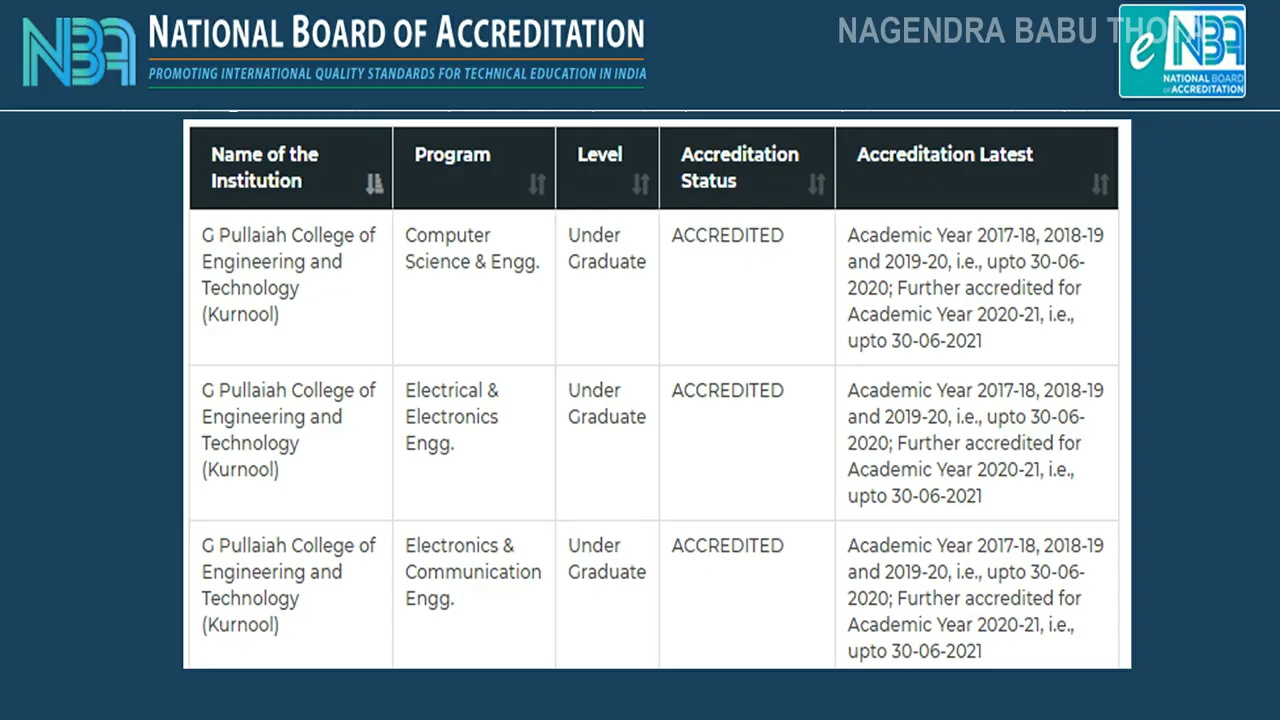 NBA NATIONAL BOARD OF ACCREDITATION
PROMOTING INTERNATIONAL QUALITY STANDARDS FOR TECHNICAL EDUCATION IN INDIA
NAGENDRA BABU
e NBA
NATIONAL BOARD
of ACCREDITATION
Name of the Institution Program Level Accreditation Status Accreditation Latest
G Pullaiah College of Computer Under ACCREDITED Academic Year 2017-18, 2018-19
Engineering and Science & Engg. Graduate and 2019-20, i.e., upto 30-06-
Technology 2020; Further accredited for
(Kurnool) Academic Year 2020-21, i.e.,
upto 30-06-2021
G Pullaiah College of Electrical & Under ACCREDITED Academic Year 2017-18, 2018-19
Engineering and Electronics Graduate and 2019-20, i.e., upto 30-06-
Technology Engg. 2020; Further accredited for
(Kurnool) Academic Year 2020-21, i.e.,
upto 30-06-2021
G Pullaiah College of Electronics & Under ACCREDITED Academic Year 2017-18, 2018-19
Engineering and Communication Graduate and 2019-20, i.e., upto 30-06-
Technology Engg. 2020; Further accredited for
(Kurnool) Academic Year 2020-21, i.e.,
upto 30-06-2021